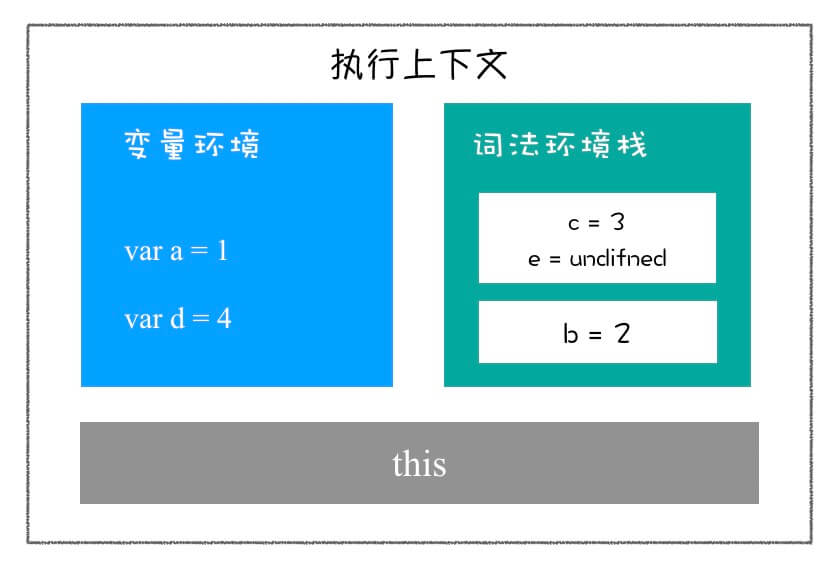 执行上下文
变量环境
var a = 1
var d = 4
词法环境栈
c = 3
e = undifned
b = 2
this